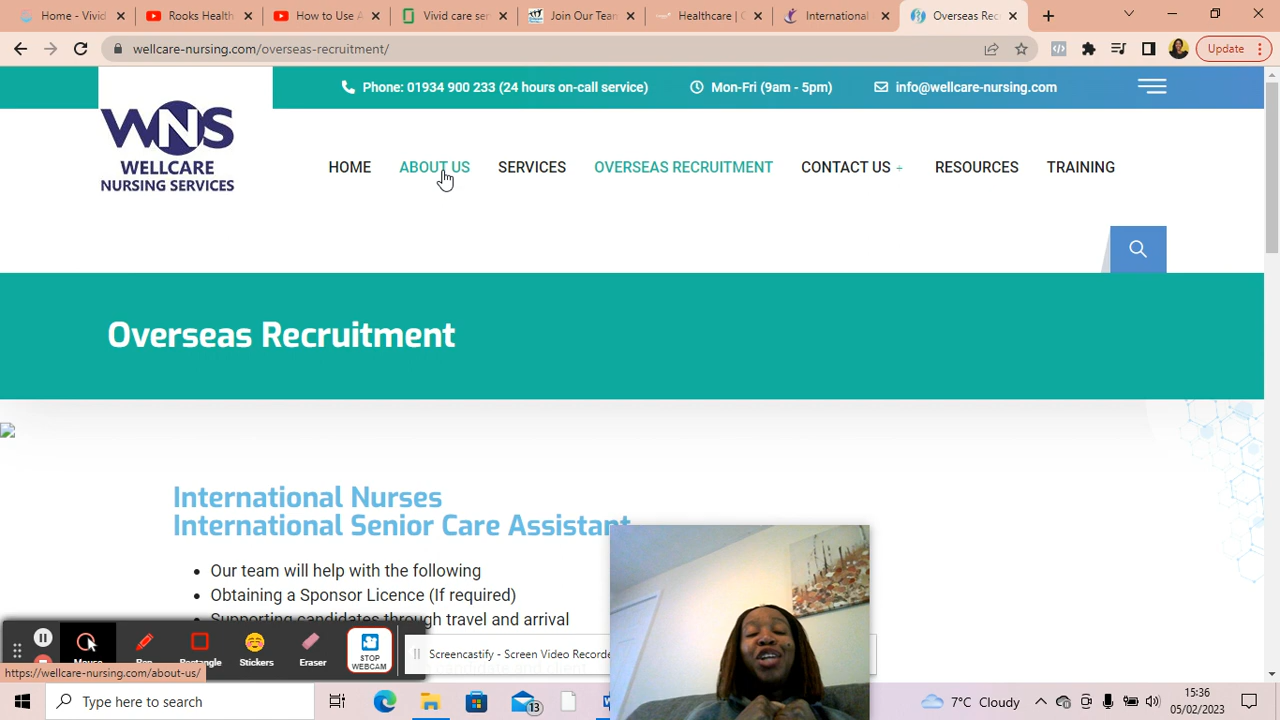 Home - Vivid
Rooks Health
How to Use A
Vivid care ser
Join Our Tea
Healthcare | C
International
Overseas Rec
wellcare-nursing.com/overseas-recruitment/
Update
Phone: 01934 900 233 (24 hours on-call service)
Mon-Fri (9am - 5pm)
info@wellcare-nursing.com
WNS
WELLCARE
NURSING SERVICES
HOME
ABOUT US
SERVICES
OVERSEAS RECRUITMENT
CONTACT US +
RESOURCES
TRAINING
Overseas Recruitment
International Nurses
International Senior Care Assistant
• Our team will help with the following
• Obtaining a Sponsor Licence (If required)
Supporting candidates through travel and arrival
Mouse
Pen
Rectangle
Stickers
Eraser
STOP
WEBCAM
Screencastify - Screen Video Recorde
https://wellcare-nursing.com/about-us/
Type here to search
13
7°C Cloudy
15:36
05/02/2023